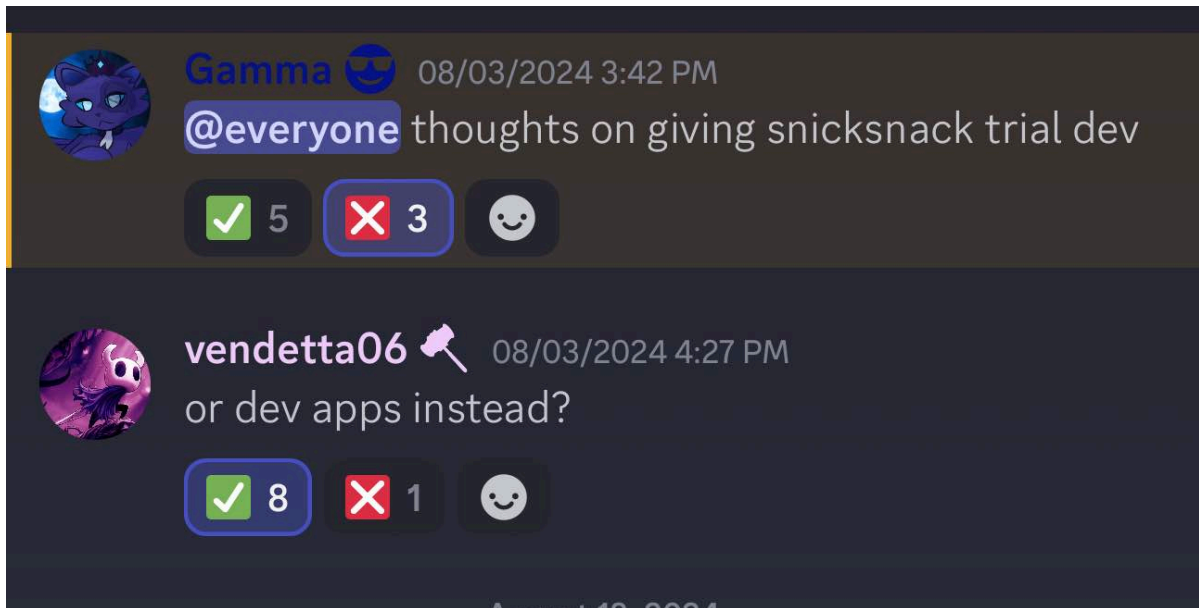 Gamma 08/03/2024 3:42 PM
@everyone thoughts on giving snicksnack trial dev
5 3
vendetta06 08/03/2024 4:27 PM
or dev apps instead?
8 1
2024